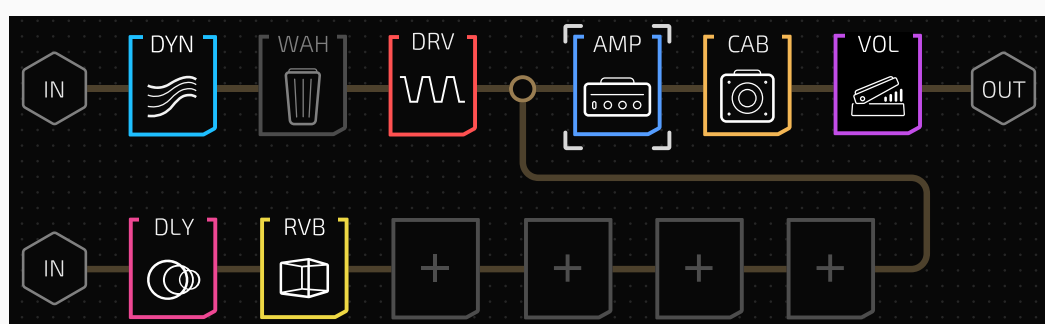 IN DYN WAH DRV AMP CAB VOL OUT
IN DLY RVB + + + +